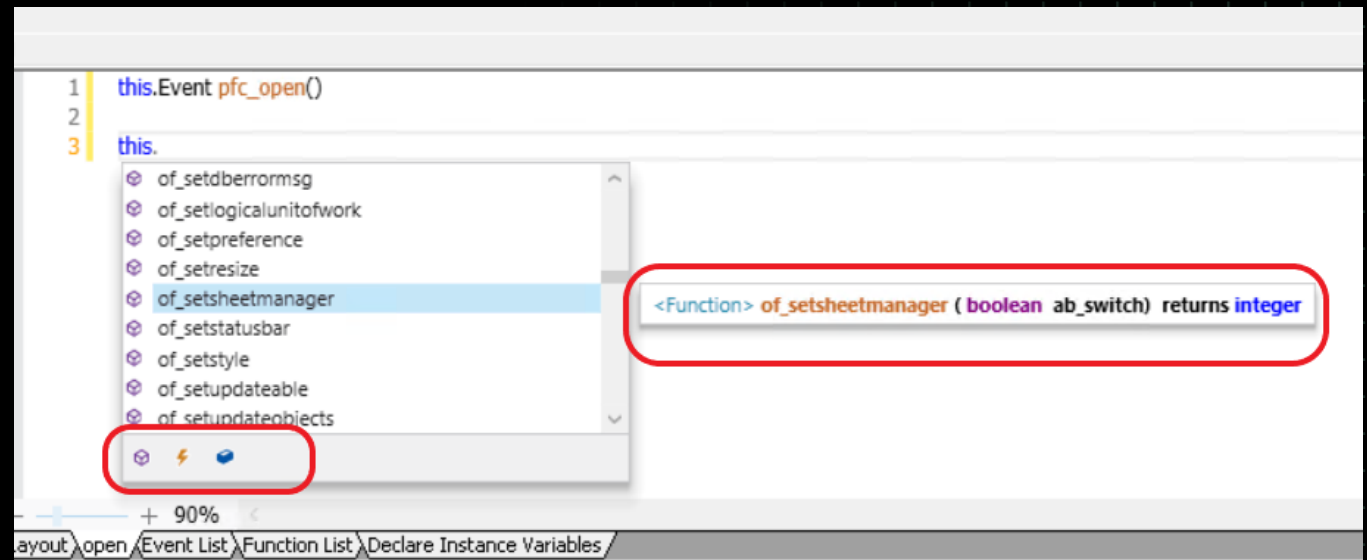 1 this.Event pfc_open()
2
3 this.
of_setdberrormsg
of_setlogicalunitofwork
of_setpreference
of_setresize
of_setsheetmanager
<Function> of_setsheetmanager ( boolean ab_switch) returns integer
of_setstatusbar
of_setstyle
of_setupdateable
of_setupdateobjects
90%
ayout open Event List Function List Declare Instance Variables